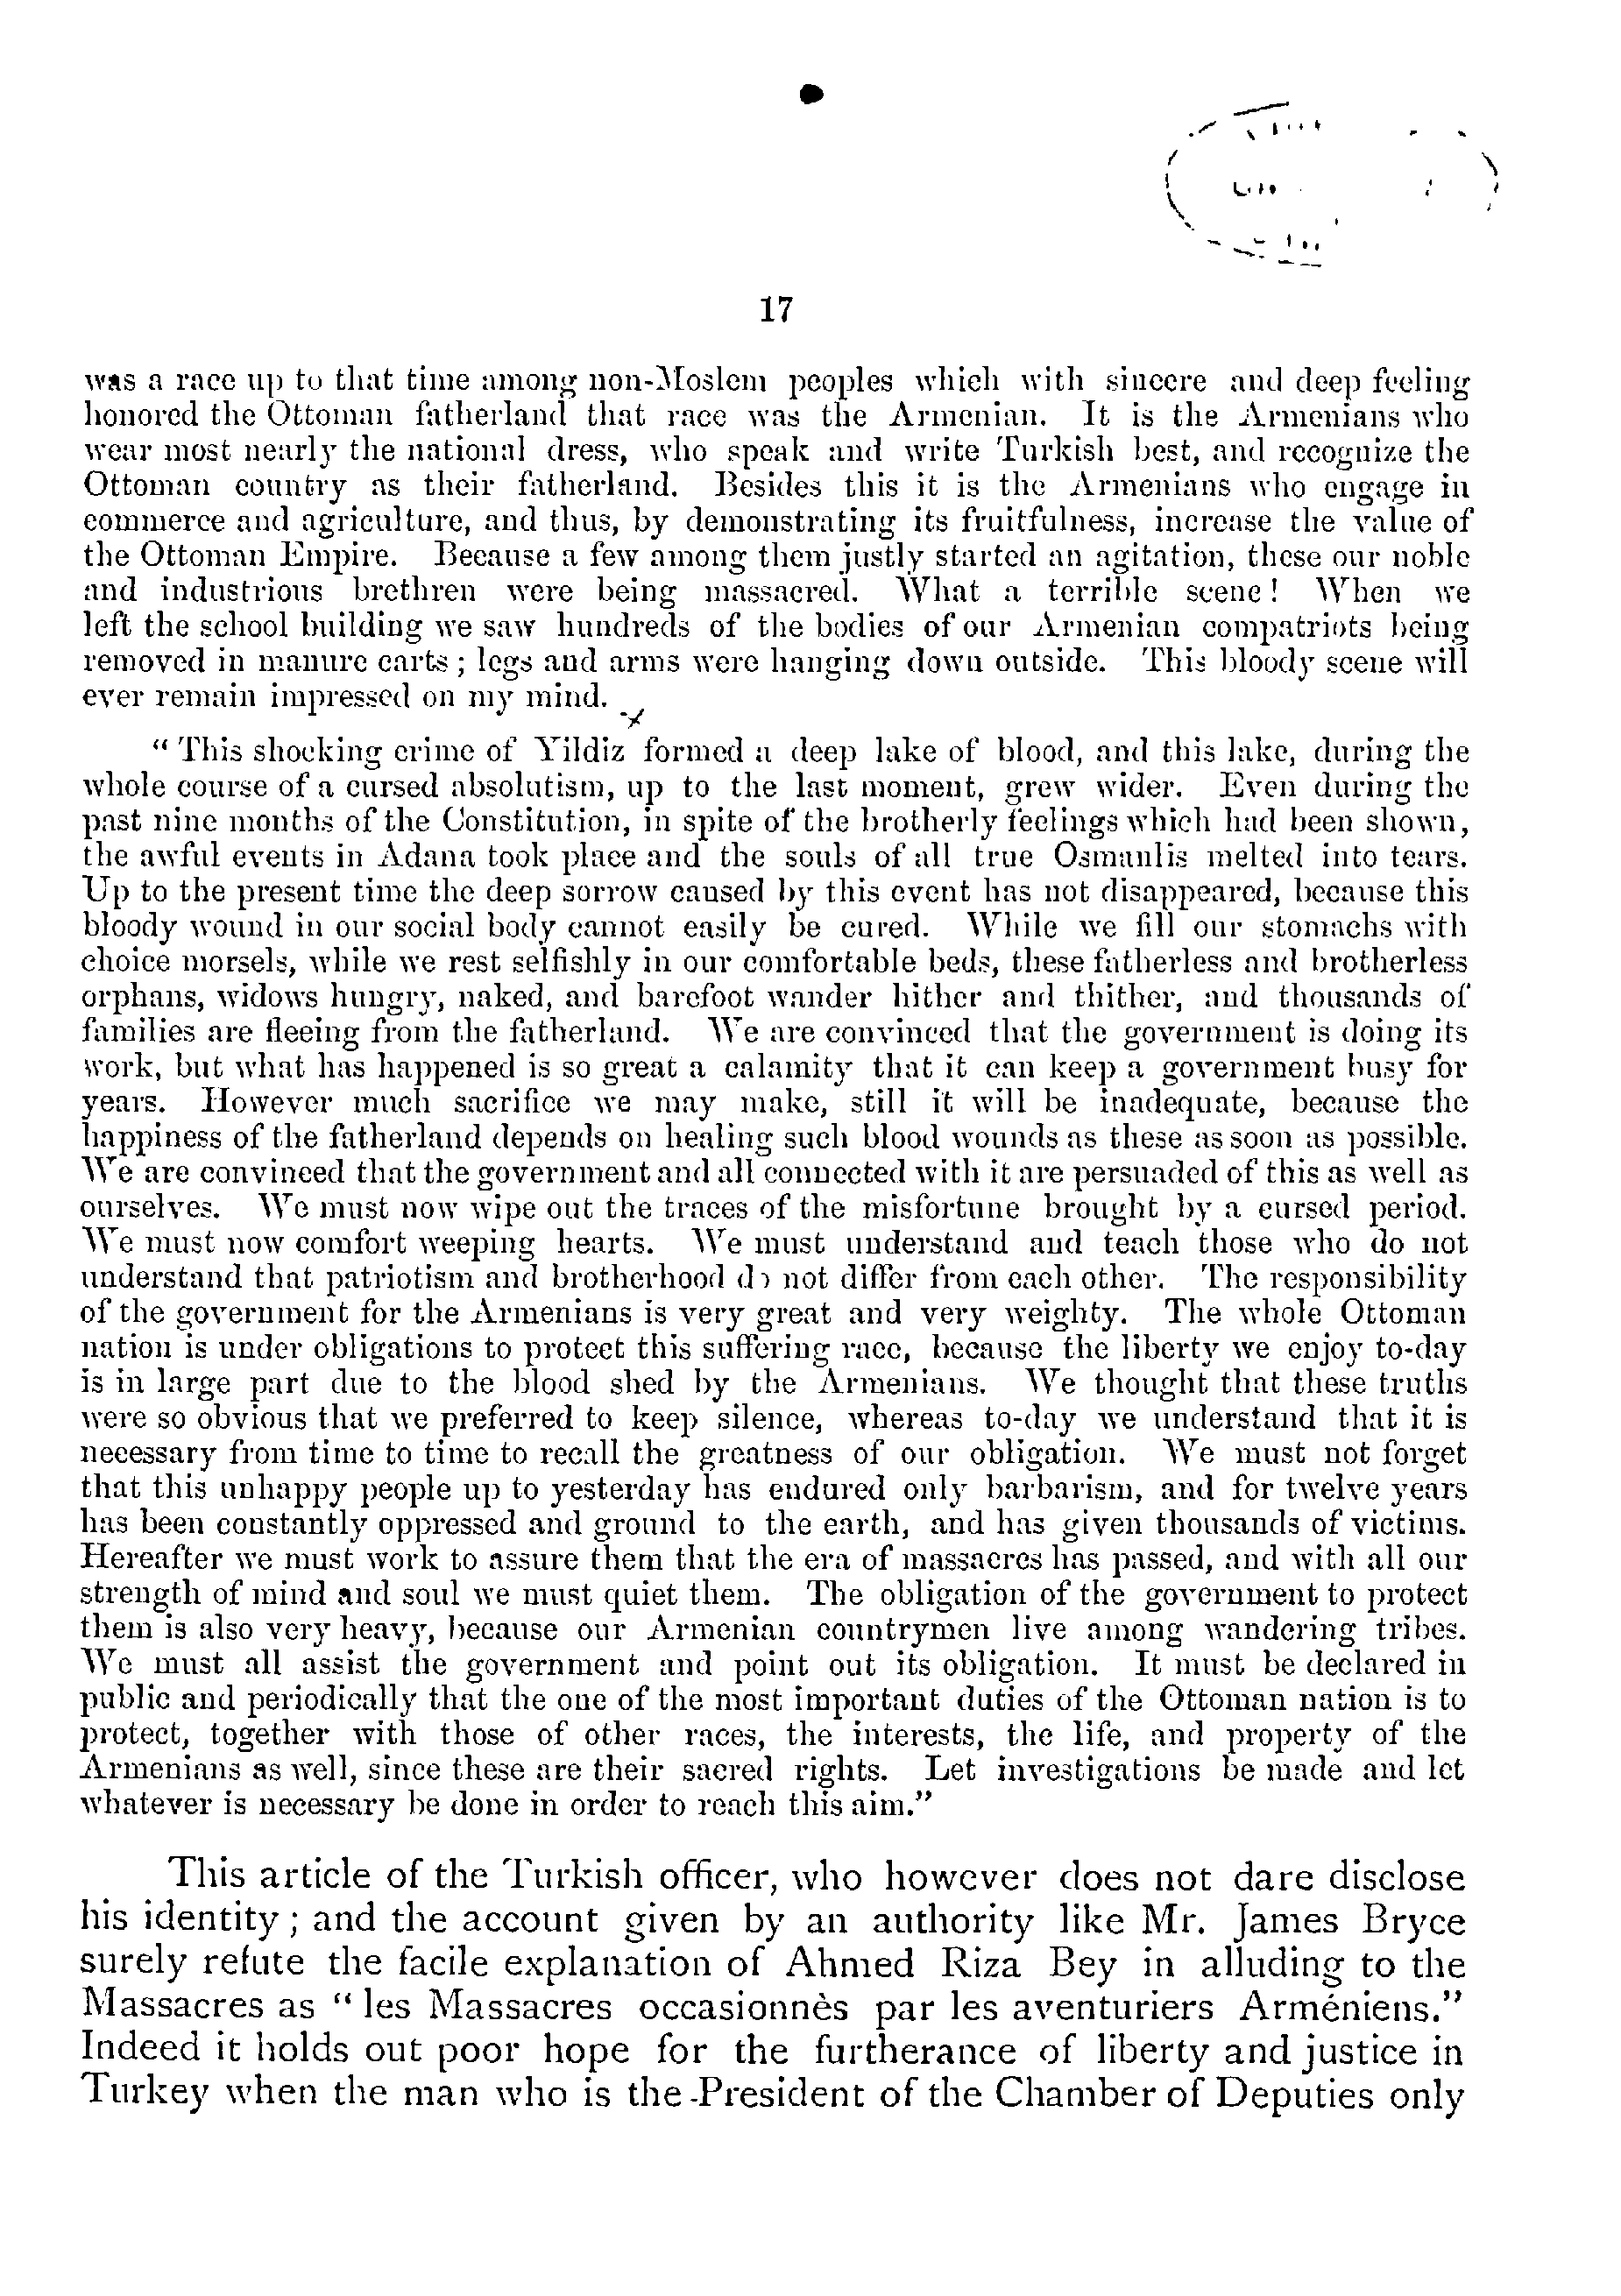 17
was a race up to that time among non-Moslem peoples which with sincere and deep feeling
honored the Ottoman fatherland that race was the Armenian. It is the Armenians who
wear most nearly the national dress, who speak and write Turkish best, and recognize the
Ottoman country as their fatherland. Besides this it is the Armenians who engage in
commerce and agriculture, and thus, by demonstrating its fruitfulness, increase the value of
the Ottoman Empire. Because a few among them justly started an agitation, these our noble
and industrious brethren were being massacred. What a terrible scene! When we
left the school building we saw hundreds of the bodies of our Armenian compatriots being
removed in manure carts; legs and arms were hanging down outside. This bloody scene will
ever remain impressed on my mind.
"This shocking crime of Yildiz formed a deep lake of blood, and this lake, during the
whole course of a cursed absolutism, up to the last moment, grew wider. Even during the
past nine months of the Constitution, in spite of the brotherly feelings which had been shown,
the awful events in Adana took place and the souls of all true Osmanlis melted into tears.
Up to the present time the deep sorrow caused by this event has not disappeared, because this
bloody wound in our social body cannot easily be cured. While we fill our stomachs with
choice morsels, while we rest selfishly in our comfortable beds, these fatherless and brotherless
orphans, widows hungry, naked, and barefoot wander hither and thither, and thousands of
families are fleeing from the fatherland. We are convinced that the government is doing its
work, but what has happened is so great a calamity that it can keep a government busy for
years. However much sacrifice we may make, still it will be inadequate, because the
happiness of the fatherland depends on healing such blood wounds as these as soon as possible.
We are convinced that the government and all connected with it are persuaded of this as well as
ourselves. We must now wipe out the traces of the misfortune brought by a cursed period.
We must now comfort weeping hearts. We must understand and teach those who do not
understand that patriotism and brotherhood do not differ from each other. The responsibility
of the government for the Armenians is very great and very weighty. The whole Ottoman
nation is under obligations to protect this suffering race, because the liberty we enjoy to-day
is in large part due to the blood shed by the Armenians. We thought that these truths
were so obvious that we preferred to keep silence, whereas to-day we understand that it is
necessary from time to time to recall the greatness of our obligation. We must not forget
that this unhappy people up to yesterday has endured only barbarism, and for twelve years
has been constantly oppressed and ground to the earth, and has given thousands of victims.
Hereafter we must work to assure them that the era of massacres has passed, and with all our
strength of mind and soul we must quiet them. The obligation of the government to protect
them is also very heavy, because our Armenian countrymen live among wandering tribes.
We must all assist the government and point out its obligation. It must be declared in
public and periodically that the one of the most important duties of the Ottoman nation is to
protect, together with those of other races, the interests, the life, and property of the
Armenians as well, since these are their sacred rights. Let investigations be made and let
whatever is necessary be done in order to reach this aim."
This article of the Turkish officer, who however does not dare disclose
his identity; and the account given by an authority like Mr. James Bryce
surely refute the facile explanation of Ahmed Riza Bey in alluding to the
Massacres as "les Massacres occasionnès par les aventuriers Arméniens."
Indeed it holds out poor hope for the furtherance of liberty and justice in
Turkey when the man who is the President of the Chamber of Deputies only